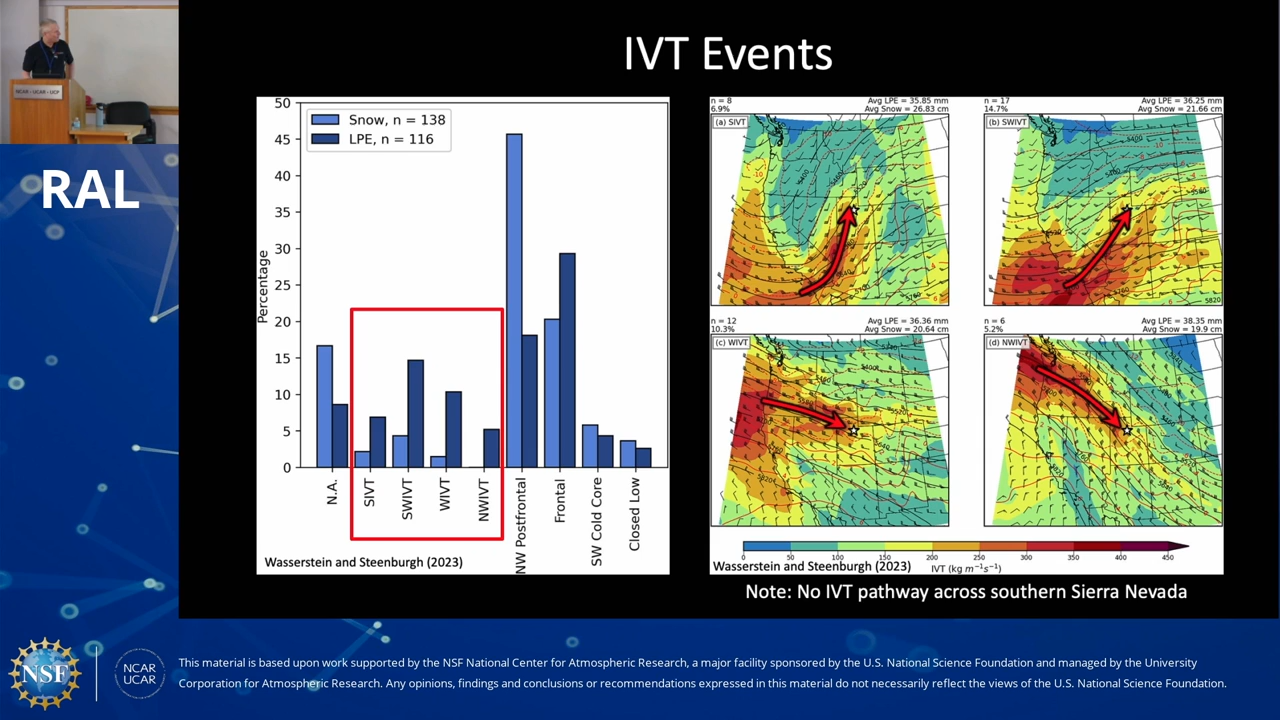 IVT Events
NCAR - UCAR - UCP
RAL
50
45
40
35
30
25
20
15
10
5
0
Percentage
Snow, n = 138
LPE, n = 116
N.A.
SIVT
SWIVT
WIVT
NWIVT
NW Postfrontal
Frontal
SW Cold Core
Closed Low
Wasserstein and Steenburgh (2023)
n = 8
6.9%
Avg LPE = 35.85 mm
Avg Snow = 26.83 cm
(a) SIVT
n = 17
14.7%
Avg LPE = 36.25 mm
Avg Snow = 21.66 cm
(b) SWIVT
n = 12
10.3%
Avg LPE = 36.36 mm
Avg Snow = 20.64 cm
(c) WIVT
n = 6
5.2%
Avg LPE = 38.35 mm
Avg Snow = 19.9 cm
(d) NWIVT
0 50 100 150 200 250 300 350 400 450
Wasserstein and Steenburgh (2023)
IVT (kg m⁻¹s⁻¹)
Note: No IVT pathway across southern Sierra Nevada
NSF
NCAR
UCAR
This material is based upon work supported by the NSF National Center for Atmospheric Research, a major facility sponsored by the U.S. National Science Foundation and managed by the University
Corporation for Atmospheric Research. Any opinions, findings and conclusions or recommendations expressed in this material do not necessarily reflect the views of the U.S. National Science Foundation.